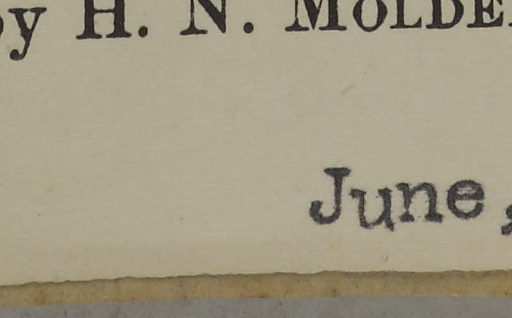 by H. N. MOLDE
June,